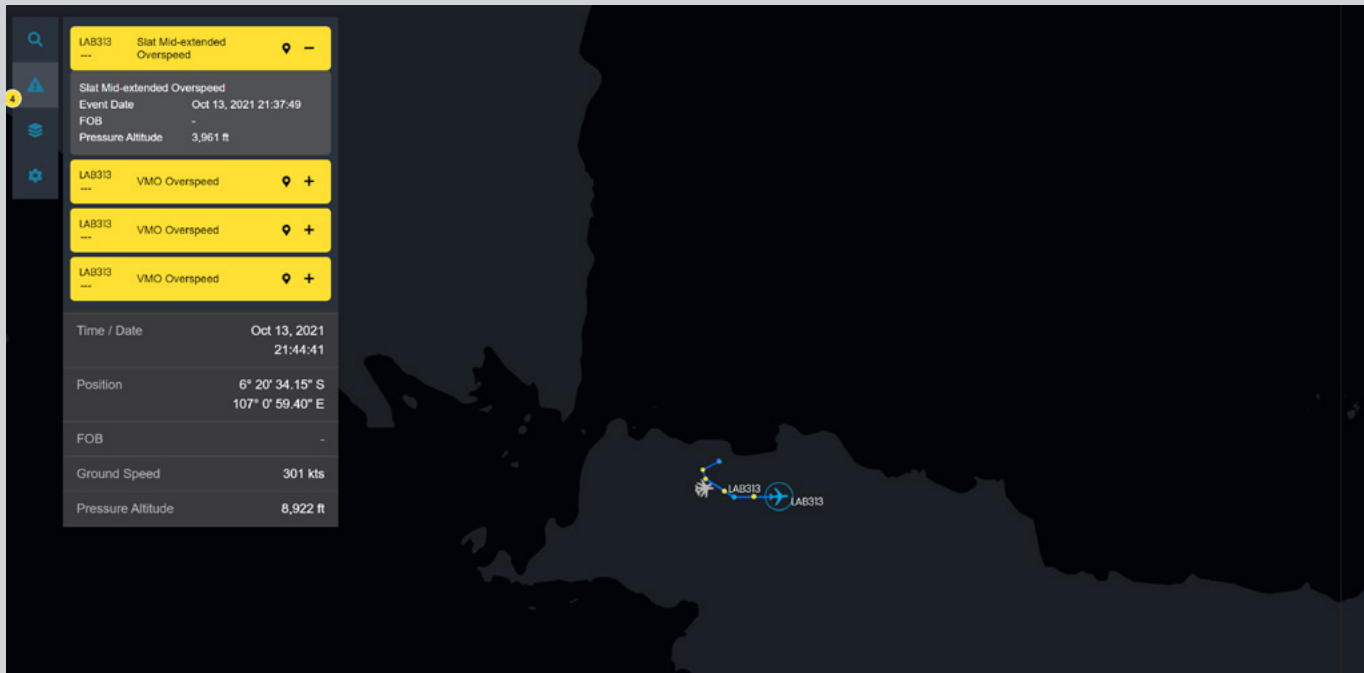 4
LAB313
---
Slat Mid-extended
Overspeed
Slat Mid-extended Overspeed
Event Date Oct 13, 2021 21:37:49
FOB -
Pressure Altitude 3,961 ft
LAB313
---
VMO Overspeed
LAB313
---
VMO Overspeed
LAB313
---
VMO Overspeed
Time / Date Oct 13, 2021
21:44:41
Position 6° 20' 34.15" S
107° 0' 59.40" E
FOB -
Ground Speed 301 kts
Pressure Altitude 8,922 ft
LAB313
LAB313